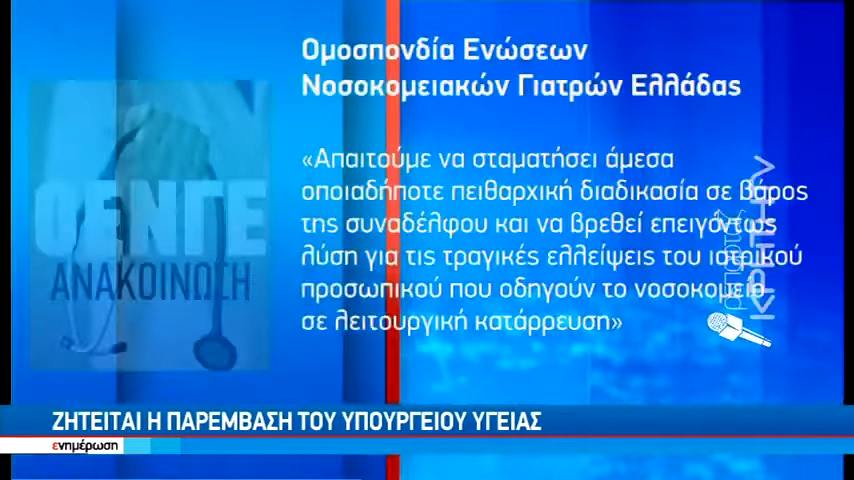 Ομοσπονδία Ενώσεων
Νοσοκομειακών Γιατρών Ελλάδας
«Απαιτούμε να σταματήσει άμεσα
οποιαδήποτε πειθαρχική διαδικασία σε βάρος
της συναδέλφου και να βρεθεί επειγόντως
λύση για τις τραγικές ελλείψεις του ιατρικού
προσωπικού που οδηγούν το νοσοκομείο
σε λειτουργική κατάρρευση»
ΟΕΝΓΕ
ΑΝΑΚΟΙΝΩΣΗ
ΚΡΗΤΗ TV
ΖΗΤΕΙΤΑΙ Η ΠΑΡΕΜΒΑΣΗ ΤΟΥ ΥΠΟΥΡΓΕΙΟΥ ΥΓΕΙΑΣ
ενημέρωση